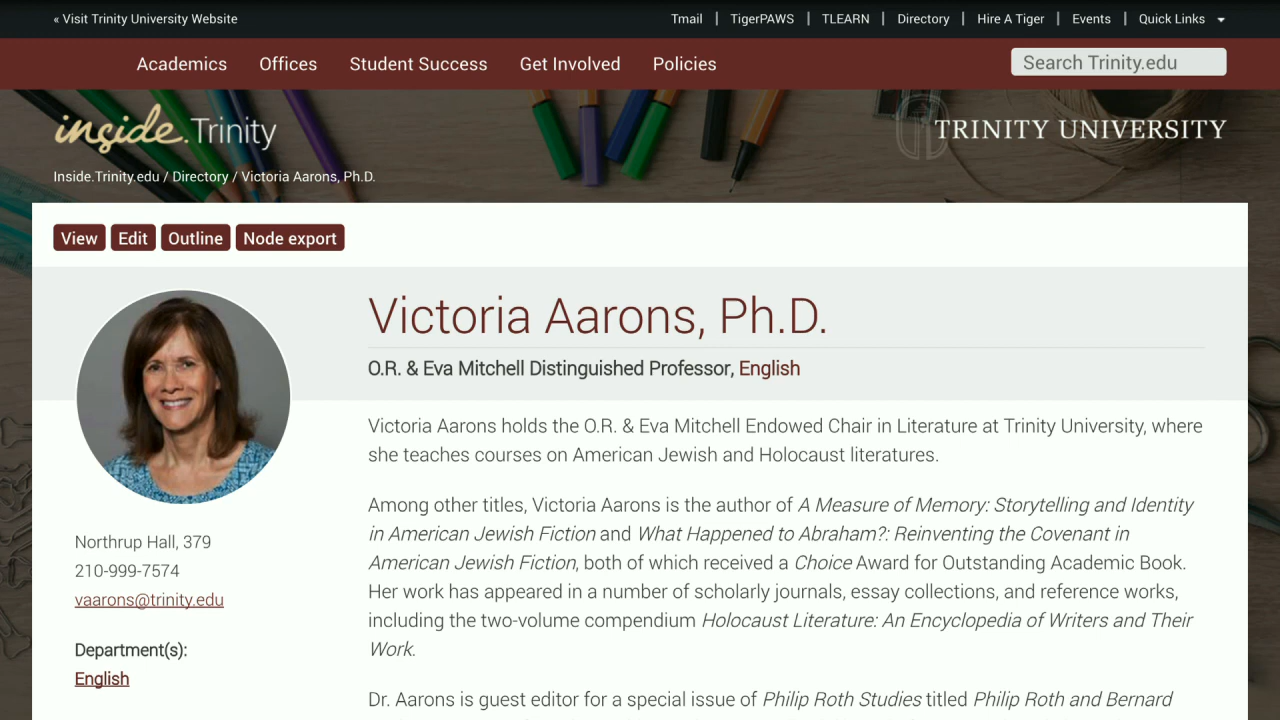 « Visit Trinity University Website
Tmail | TigerPAWS | TLEARN | Directory | Hire A Tiger | Events | Quick Links
Academics Offices Student Success Get Involved Policies
Search Trinity.edu
inside.Trinity
TRINITY UNIVERSITY
Inside.Trinity.edu / Directory / Victoria Aarons, Ph.D.
View Edit Outline Node export
Victoria Aarons, Ph.D.
O.R. & Eva Mitchell Distinguished Professor, English
Victoria Aarons holds the O.R. & Eva Mitchell Endowed Chair in Literature at Trinity University, where
she teaches courses on American Jewish and Holocaust literatures.
Among other titles, Victoria Aarons is the author of A Measure of Memory: Storytelling and Identity
in American Jewish Fiction and What Happened to Abraham?: Reinventing the Covenant in
American Jewish Fiction, both of which received a Choice Award for Outstanding Academic Book.
Her work has appeared in a number of scholarly journals, essay collections, and reference works,
including the two-volume compendium Holocaust Literature: An Encyclopedia of Writers and Their
Work.
Dr. Aarons is guest editor for a special issue of Philip Roth Studies titled Philip Roth and Bernard
Northrup Hall, 379
210-999-7574
vaarons@trinity.edu
Department(s):
English